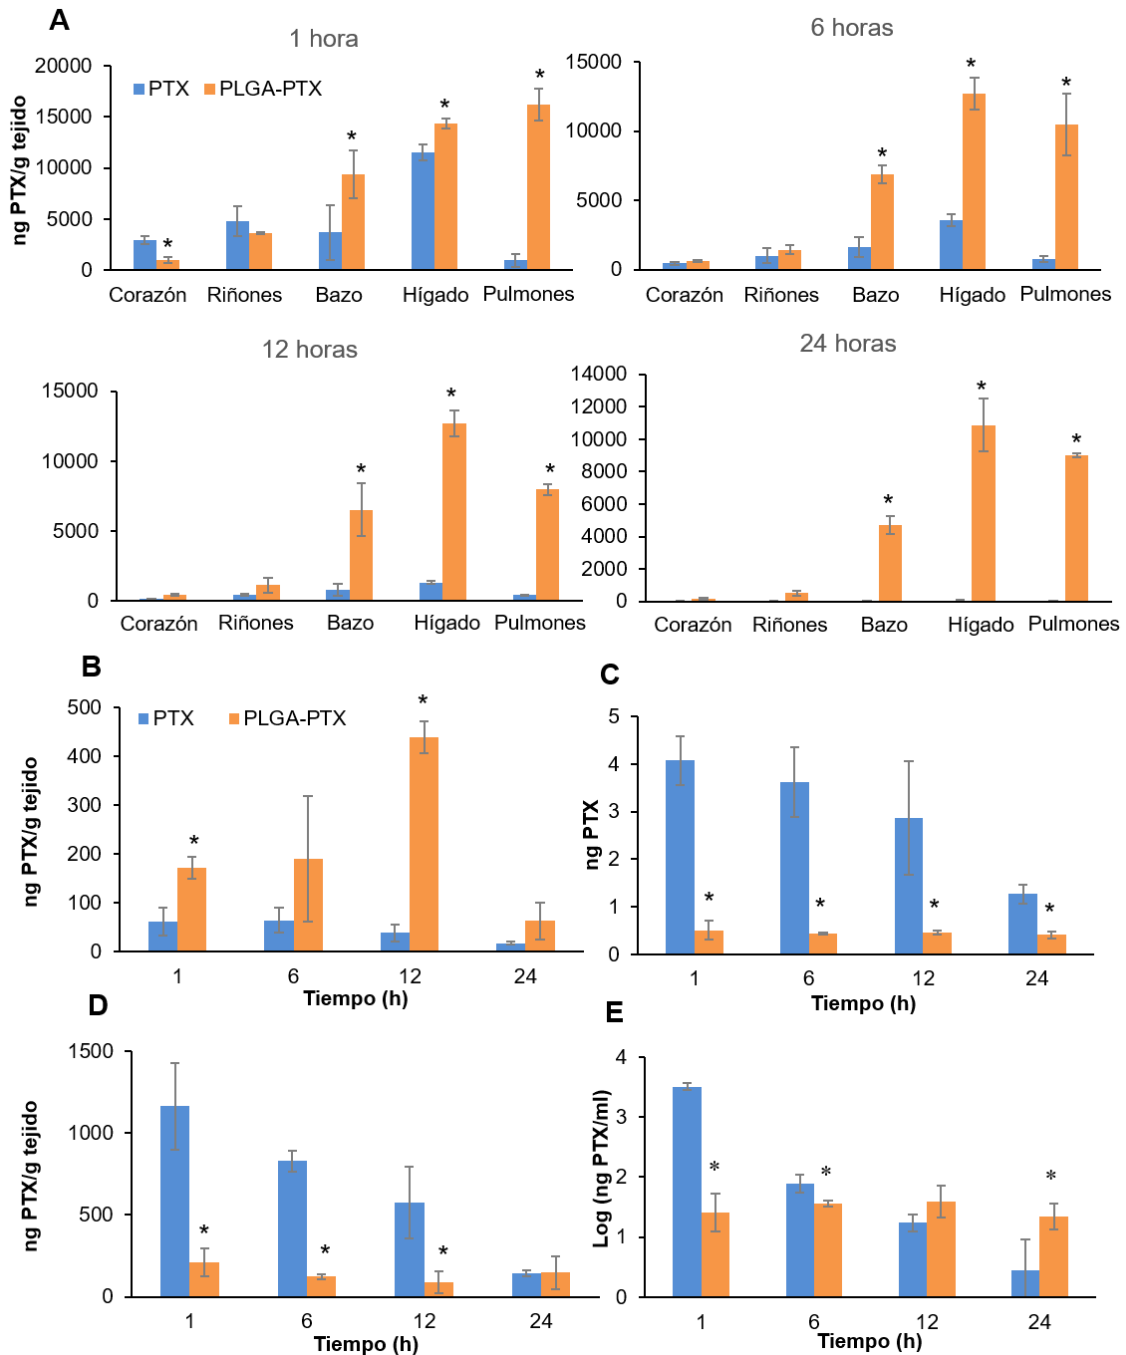 A
1 hora
6 horas
20000
15000
10000
5000
0
ng PTX/g tejido
PTX PLGA-PTX
* * * *
Corazón Riñones Bazo Hígado Pulmones
15000
10000
5000
0
* * *
Corazón Riñones Bazo Hígado Pulmones
12 horas
24 horas
15000
10000
5000
0
* * *
Corazón Riñones Bazo Hígado Pulmones
14000
12000
10000
8000
6000
4000
2000
0
* * *
Corazón Riñones Bazo Hígado Pulmones
B
500
400
300
200
100
0
ng PTX/g tejido
PTX PLGA-PTX
* *
1 6 12 24
Tiempo (h)
C
5
4
3
2
1
0
ng PTX
* * * *
1 6 12 24
Tiempo (h)
D
1500
1000
500
0
ng PTX/g tejido
* * *
1 6 12 24
Tiempo (h)
E
4
3
2
1
0
Log (ng PTX/ml)
* * *
1 6 12 24
Tiempo (h)